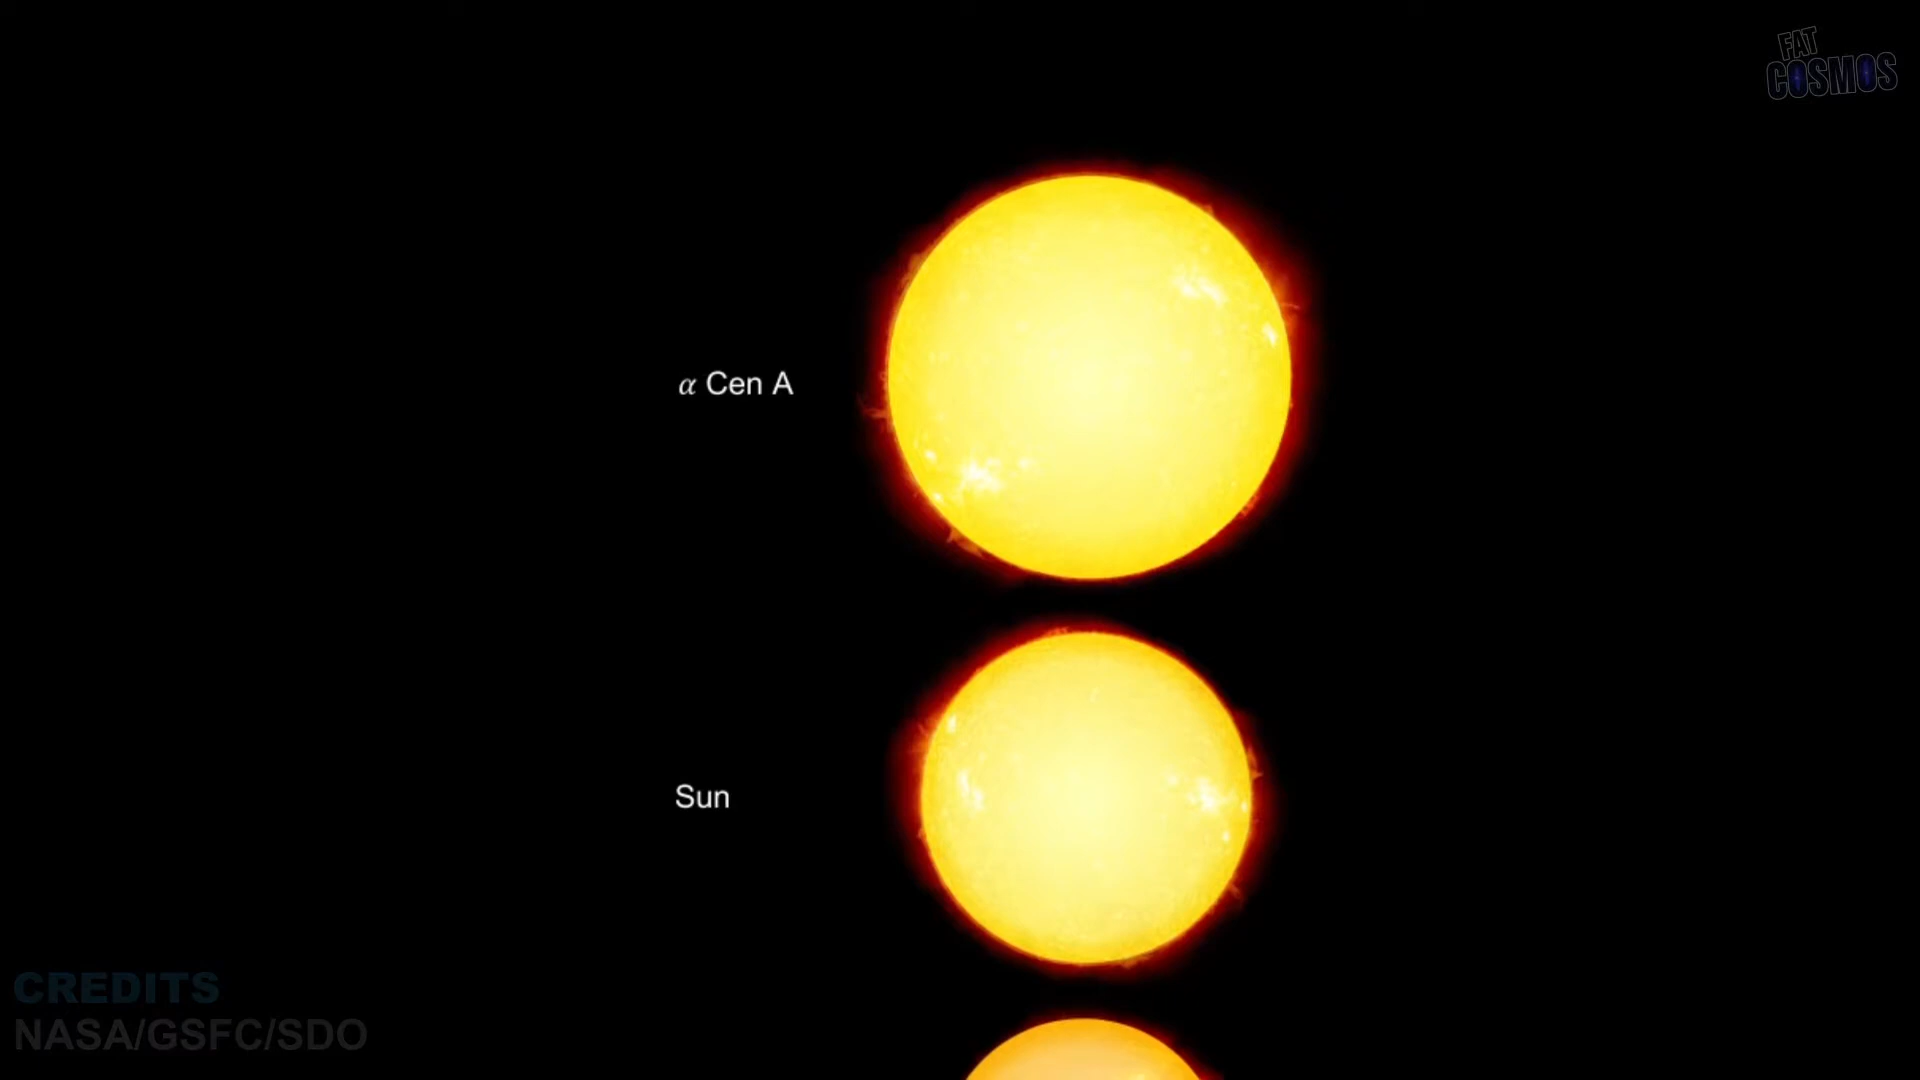 FAT
COSMOS
α Cen A
Sun
CREDITS
NASA/GSFC/SDO